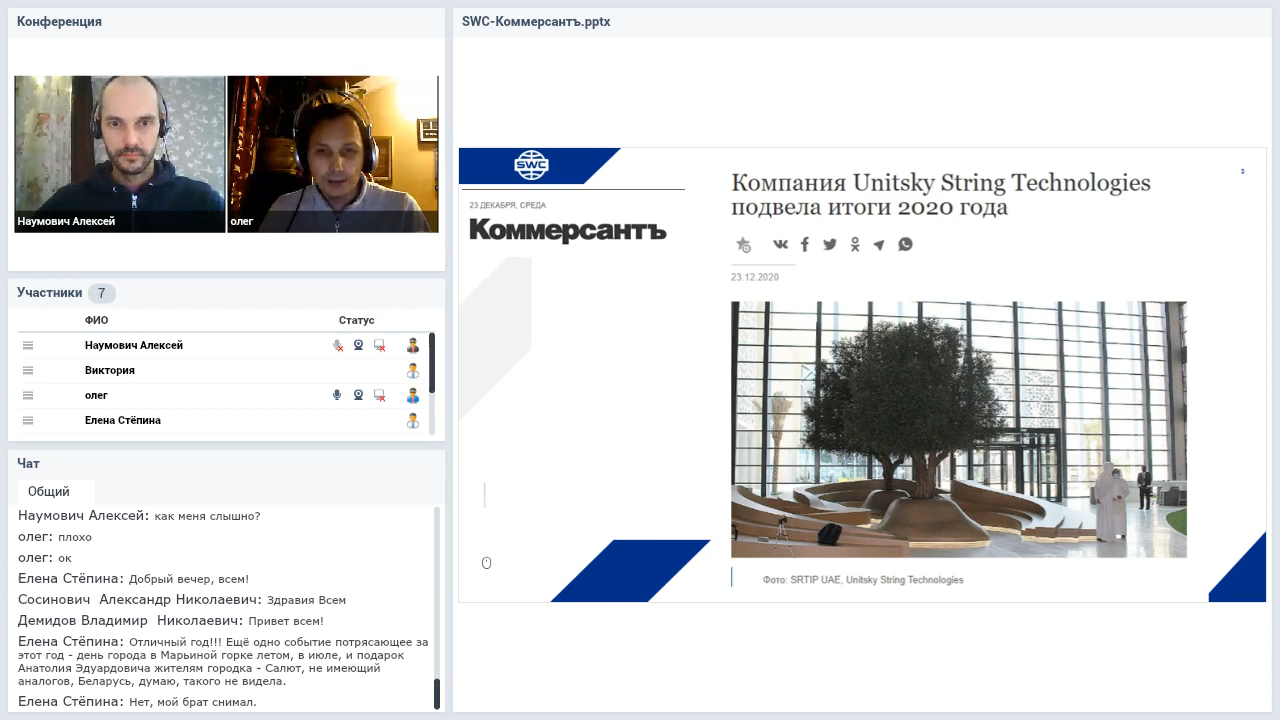 Конференция
Наумович Алексей
олег
Участники 7
ФИО Статус
Наумович Алексей
Виктория
олег
Елена Стёпина
Чат
Общий
Наумович Алексей: как меня слышно?
олег: плохо
олег: ок
Елена Стёпина: Добрый вечер, всем!
Сосинович Александр Николаевич: Здравия Всем
Демидов Владимир Николаевич: Привет всем!
Елена Стёпина: Отличный год!!! Ещё одно событие потрясающее за
этот год - день города в Марьиной горке летом, в июле, и подарок
Анатолия Эдуардовича жителям городка - Салют, не имеющий
аналогов, Беларусь, думаю, такого не видела.
Елена Стёпина: Нет, мой брат снимал.
SWC-Коммерсантъ.pptx
SWC
23 ДЕКАБРЯ, СРЕДА
Коммерсантъ
3
Компания Unitsky String Technologies
подвела итоги 2020 года
23.12.2020
Фото: SRTIP UAE, Unitsky String Technologies